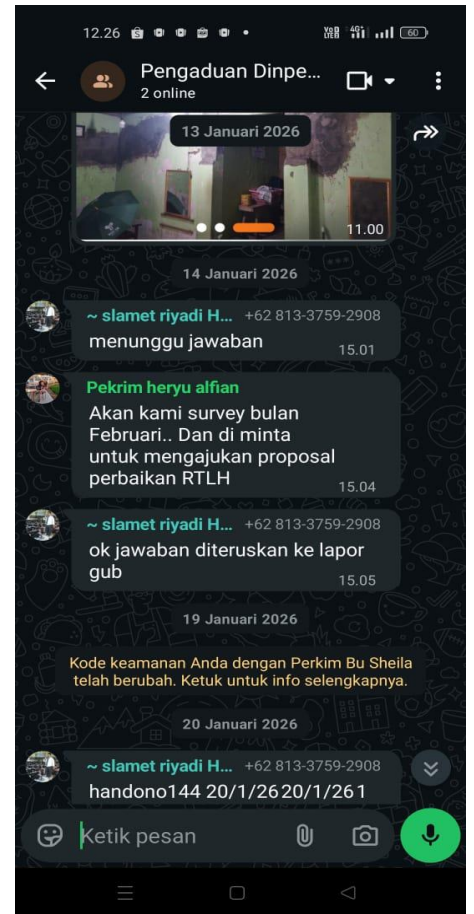 12.26
VoD LTE 4G 60
Pengaduan Dinpe...
2 online
13 Januari 2026
11.00
14 Januari 2026
~ slamet riyadi H... +62 813-3759-2908
menunggu jawaban
15.01
Pekrim heryu alfian
Akan kami survey bulan
Februari.. Dan di minta
untuk mengajukan proposal
perbaikan RTLH
15.04
~ slamet riyadi H... +62 813-3759-2908
ok jawaban diteruskan ke lapor
gub
15.05
19 Januari 2026
Kode keamanan Anda dengan Perkim Bu Sheila
telah berubah. Ketuk untuk info selengkapnya.
20 Januari 2026
~ slamet riyadi H... +62 813-3759-2908
handono144 20/1/26 20/1/261
Ketik pesan